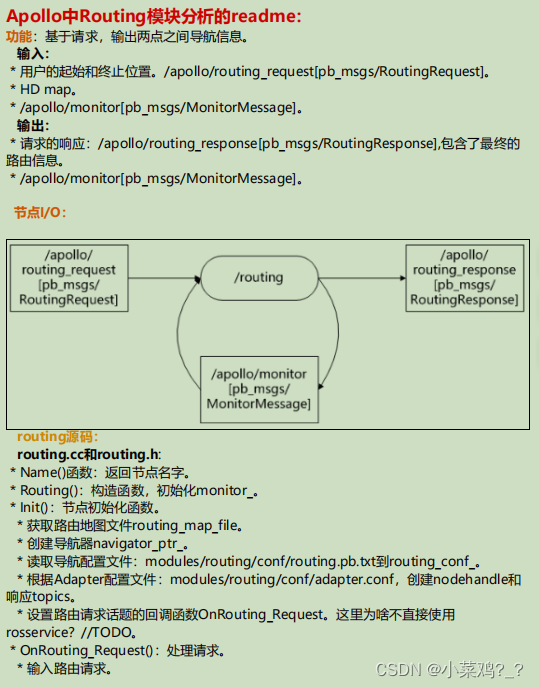 Apollo中Routing模块分析的readme：
功能：基于请求，输出两点之间导航信息。
输入：
* 用户的起始和终止位置。/apollo/routing_request[pb_msgs/RoutingRequest]。
* HD map。
* /apollo/monitor[pb_msgs/MonitorMessage]。
输出：
* 请求的响应：/apollo/routing_response[pb_msgs/RoutingResponse],包含了最终的
路由信息。
* /apollo/monitor[pb_msgs/MonitorMessage]。
节点I/O：
/apollo/
routing_request
[pb_msgs/
RoutingRequest]
/routing
/apollo/
routing_response
[pb_msgs/
RoutingResponse]
/apollo/monitor
[pb_msgs/
MonitorMessage]
routing源码：
routing.cc和routing.h:
* Name()函数：返回节点名字。
* Routing()：构造函数，初始化monitor_。
* Init()：节点初始化函数。
* 获取路由地图文件routing_map_file。
* 创建导航器navigator_ptr_。
* 读取导航配置文件：modules/routing/conf/routing.pb.txt到routing_conf_。
* 根据Adapter配置文件：modules/routing/conf/adapter.conf，创建nodehandle和
响应topics。
* 设置路由请求话题的回调函数OnRouting_Request。这里为啥不直接使用
rosservice？//TODO。
* OnRouting_Request()：处理请求。
* 输入路由请求。
CSDN @小菜鸡?_?